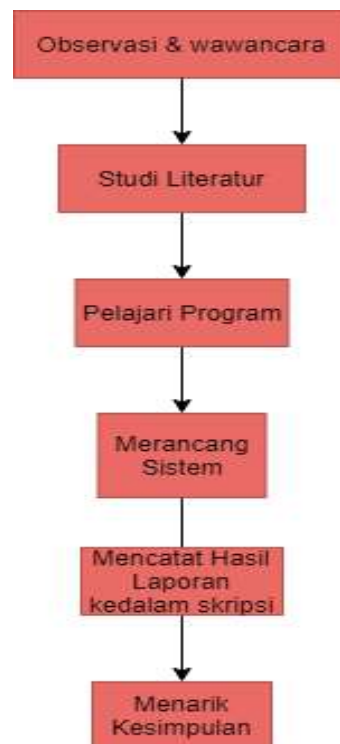 Observasi & wawancara
Studi Literatur
Pelajari Program
Merancang
Sistem
Mencatat Hasil
Laporan
kedalam skripsi
Menarik
Kesimpulan